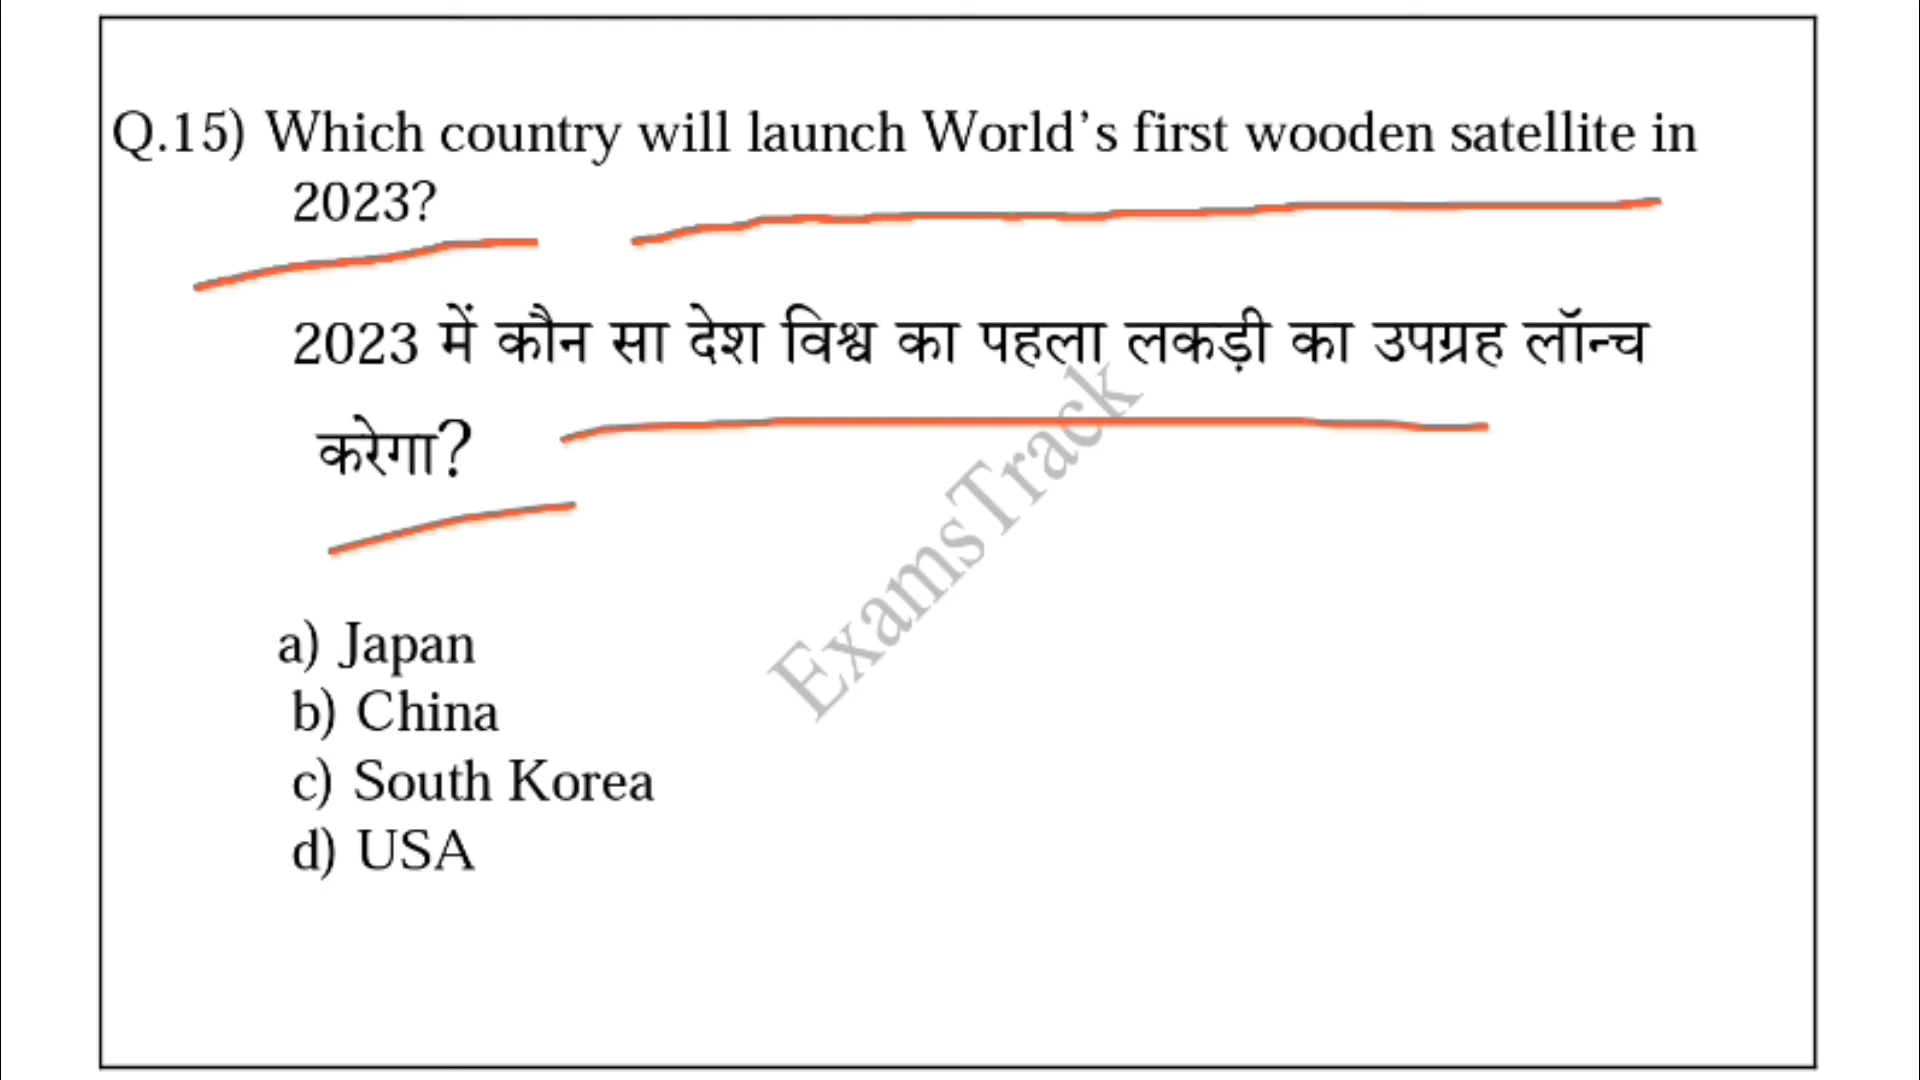 Q.15) Which country will launch World’s first wooden satellite in
2023?
2023 में कौन सा देश विश्व का पहला लकड़ी का उपग्रह लॉन्च
करेगा?
ExamsTrack
a) Japan
b) China
c) South Korea
d) USA